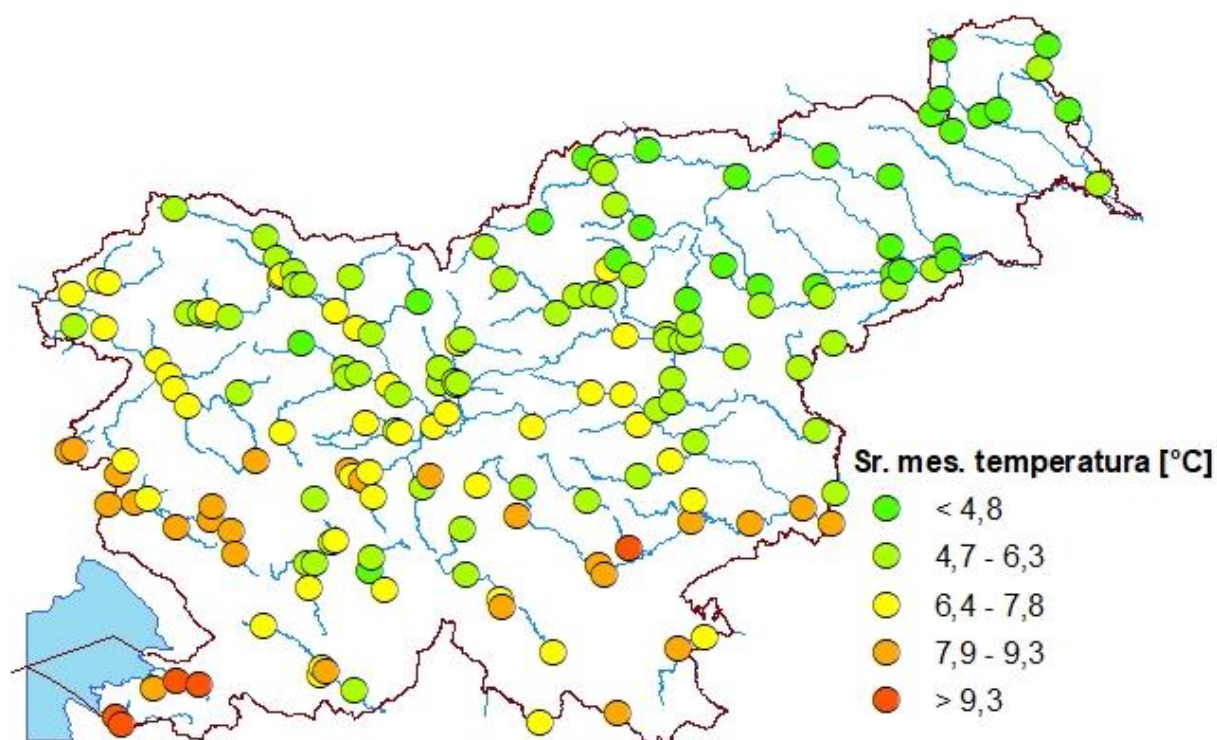 Sr. mes. temperatura [°C]
< 4,8
4,7 - 6,3
6,4 - 7,8
7,9 - 9,3
> 9,3